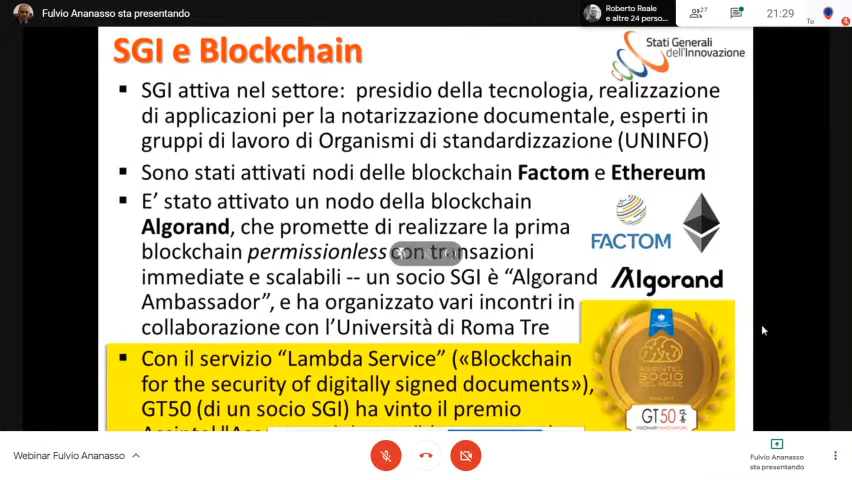 Fulvio Ananasso sta presentando
Roberto Reale
e altre 24 perso...
27
21:29
Tu
SGI e Blockchain
Stati Generali
dell'Innovazione
▪ SGI attiva nel settore: presidio della tecnologia, realizzazione
di applicazioni per la notarizzazione documentale, esperti in
gruppi di lavoro di Organismi di standardizzazione (UNINFO)
▪ Sono stati attivati nodi delle blockchain Factom e Ethereum
▪ E' stato attivato un nodo della blockchain
Algorand, che promette di realizzare la prima
blockchain permissionless con transazioni
immediate e scalabili -- un socio SGI è "Algorand
Ambassador", e ha organizzato vari incontri in
collaborazione con l'Università di Roma Tre
FACTOM
Algorand
▪ Con il servizio "Lambda Service" («Blockchain
for the security of digitally signed documents»),
GT50 (di un socio SGI) ha vinto il premio
ASSINTEL
SOCIO
DEL MESE
GT50
VISIONARY INNOVATORS
Webinar Fulvio Ananasso
Fulvio Ananasso
sta presentando